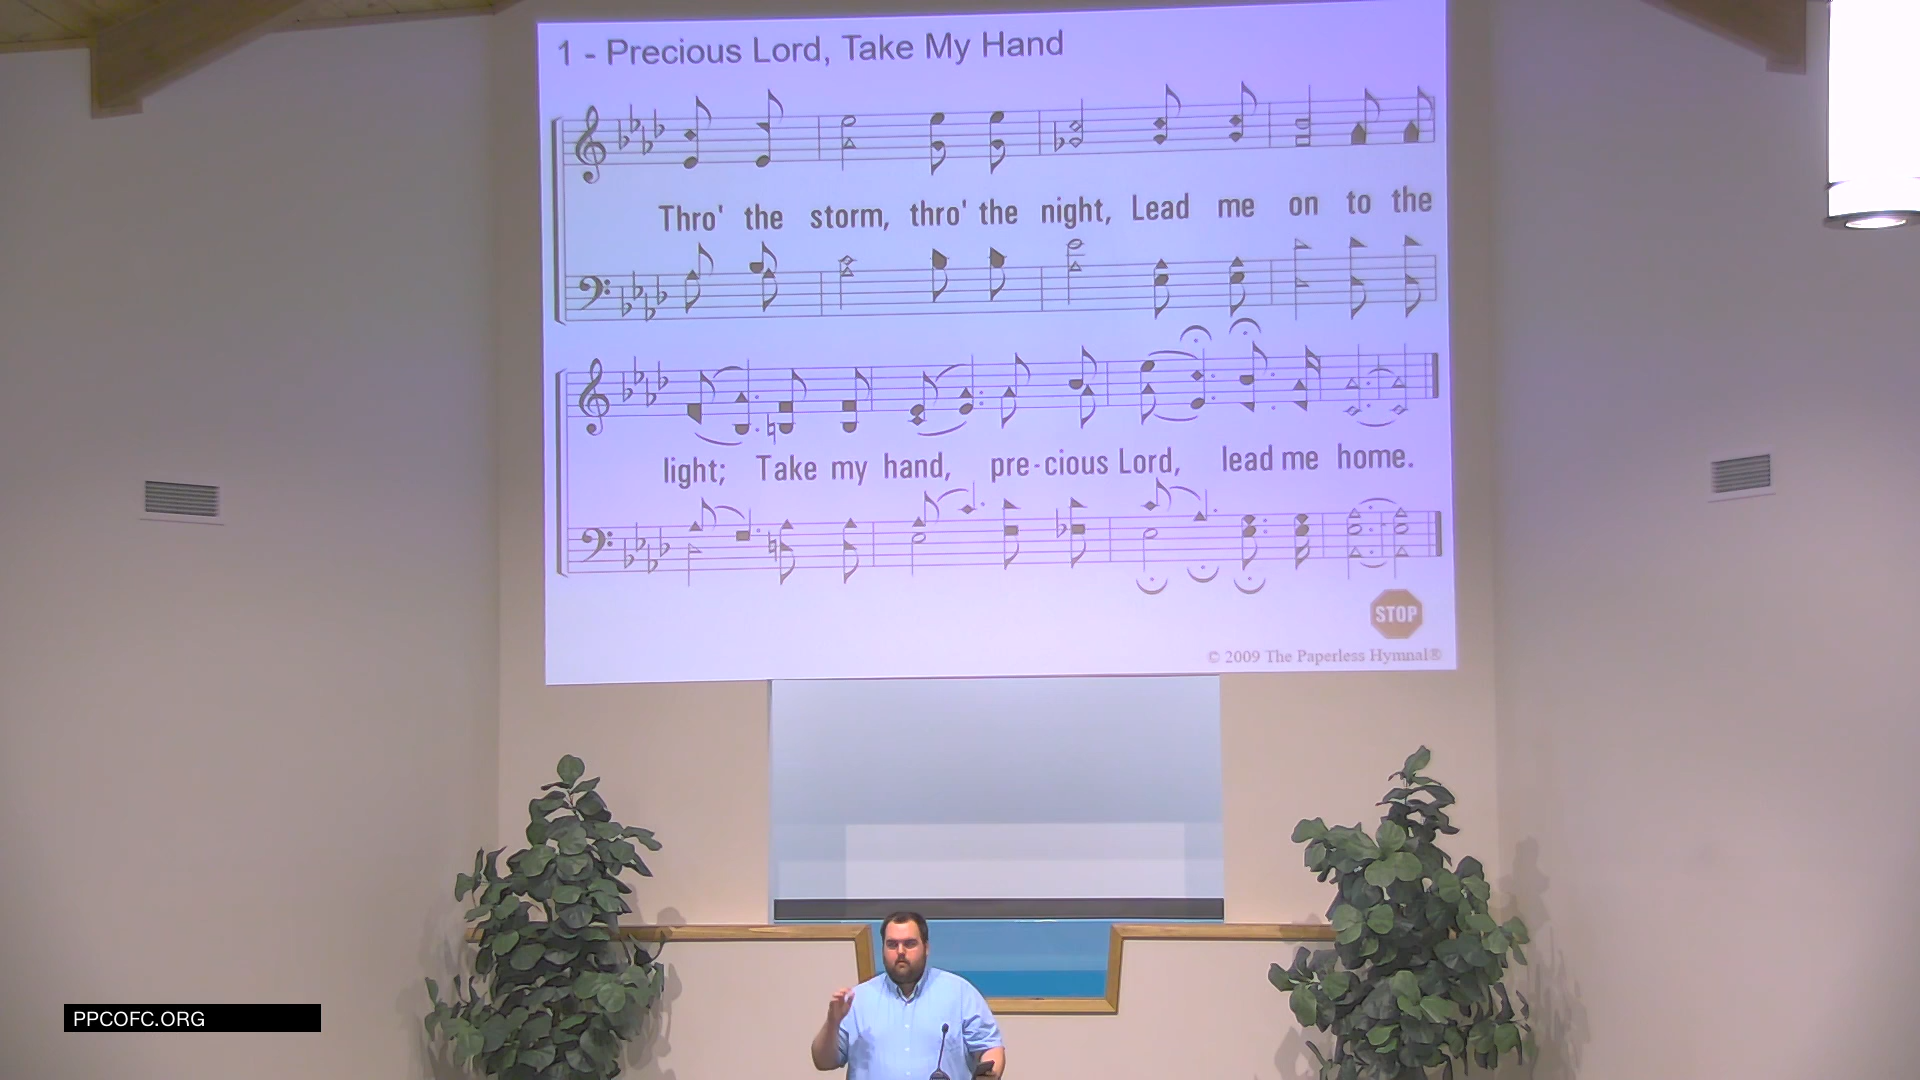 1 - Precious Lord, Take My Hand
Thro' the storm, thro' the night, Lead me on to the
light; Take my hand, pre-cious Lord, lead me home.
STOP
© 2009 The Paperless Hymnal®
PPCOFC.ORG